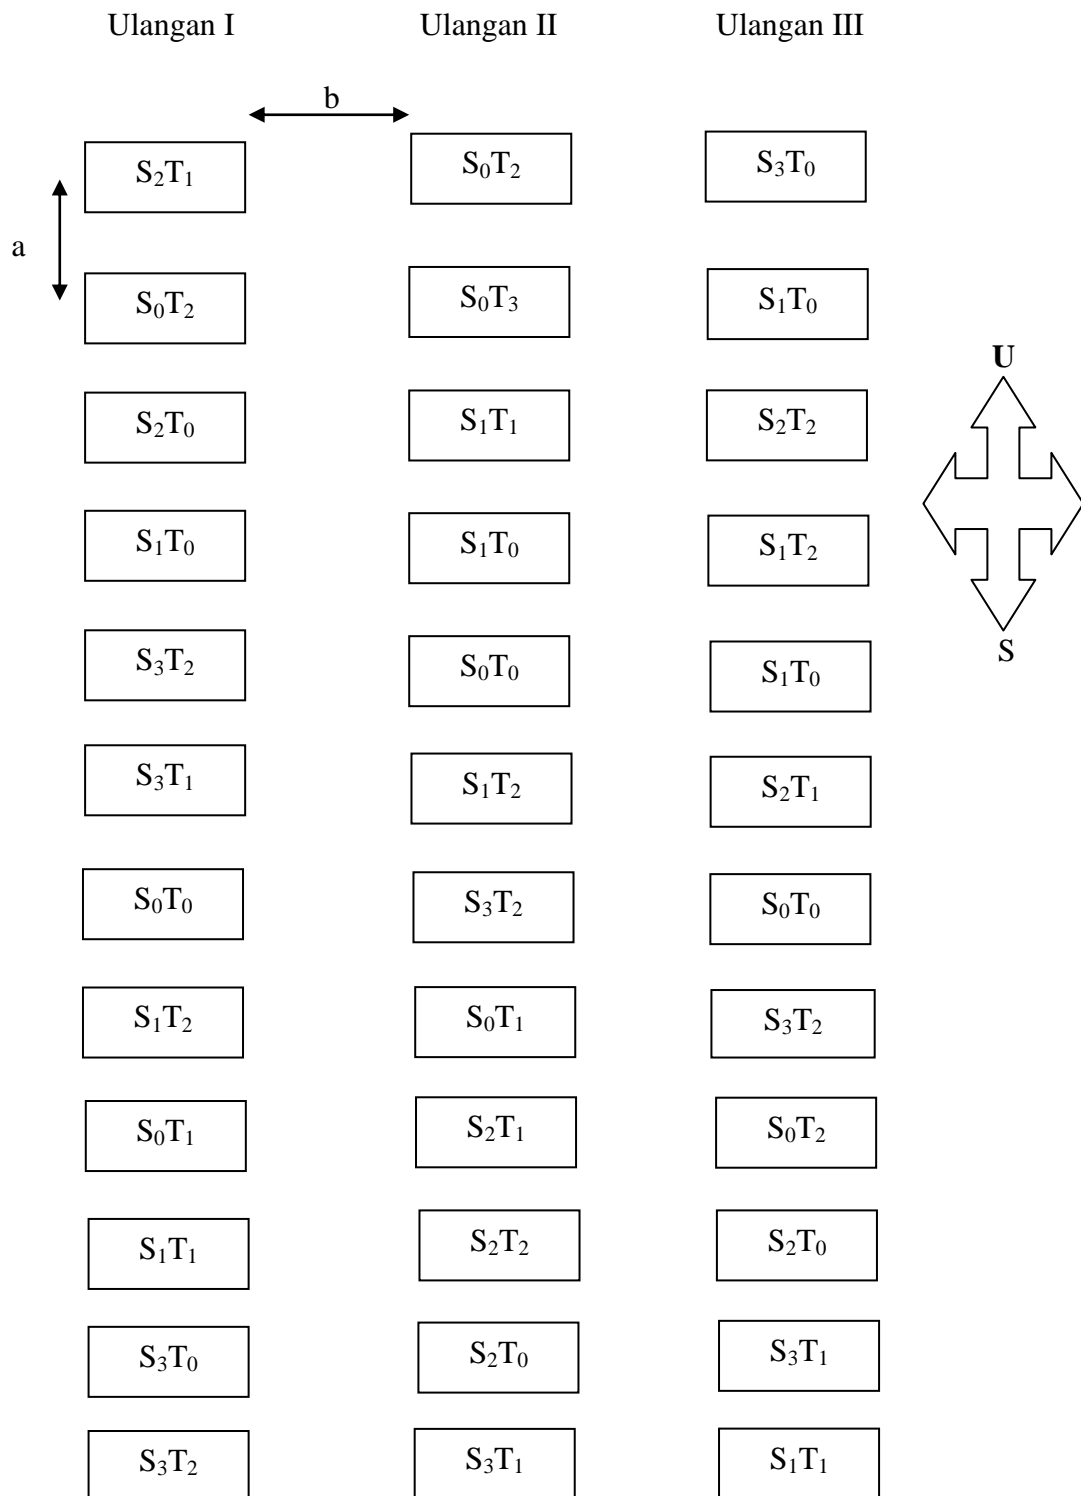 Ulangan I Ulangan II Ulangan III
b
S₂T₁ S₀T₂ S₃T₀
a
S₀T₂ S₀T₃ S₁T₀
U
S₂T₀ S₁T₁ S₂T₂
S₁T₀ S₁T₀ S₁T₂
S₃T₂ S₀T₀ S₁T₀
S
S₃T₁ S₁T₂ S₂T₁
S₀T₀ S₃T₂ S₀T₀
S₁T₂ S₀T₁ S₃T₂
S₀T₁ S₂T₁ S₀T₂
S₁T₁ S₂T₂ S₂T₀
S₃T₀ S₂T₀ S₃T₁
S₃T₂ S₃T₁ S₁T₁